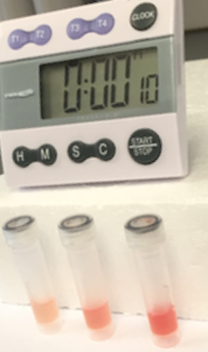 T1 T2 T3 T4 CLOCK
0:00 10
H M S C START
STOP